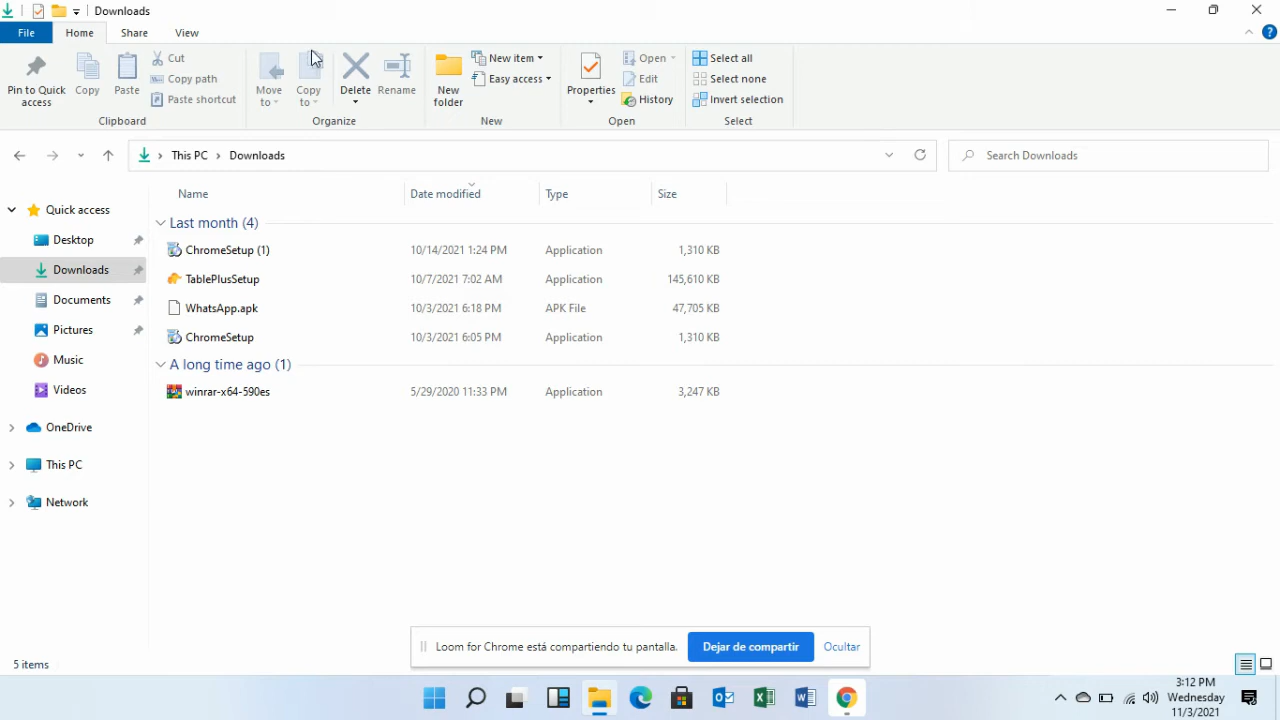 Downloads
File Home Share View
Pin to Quick access
Copy
Paste
Cut
Copy path
Paste shortcut
Clipboard
Move to
Copy to
Delete
Rename
Organize
New folder
New item
Easy access
New
Properties
Open
Edit
History
Open
Select all
Select none
Invert selection
Select
This PC > Downloads
Search Downloads
Name Date modified Type Size
Last month (4)
ChromeSetup (1) 10/14/2021 1:24 PM Application 1,310 KB
TablePlusSetup 10/7/2021 7:02 AM Application 145,610 KB
WhatsApp.apk 10/3/2021 6:18 PM APK File 47,705 KB
ChromeSetup 10/3/2021 6:05 PM Application 1,310 KB
A long time ago (1)
winrar-x64-590es 5/29/2020 11:33 PM Application 3,247 KB
Quick access
Desktop
Downloads
Documents
Pictures
Music
Videos
OneDrive
This PC
Network
Loom for Chrome está compartiendo tu pantalla. Dejar de compartir Ocultar
5 items
3:12 PM
Wednesday
11/3/2021